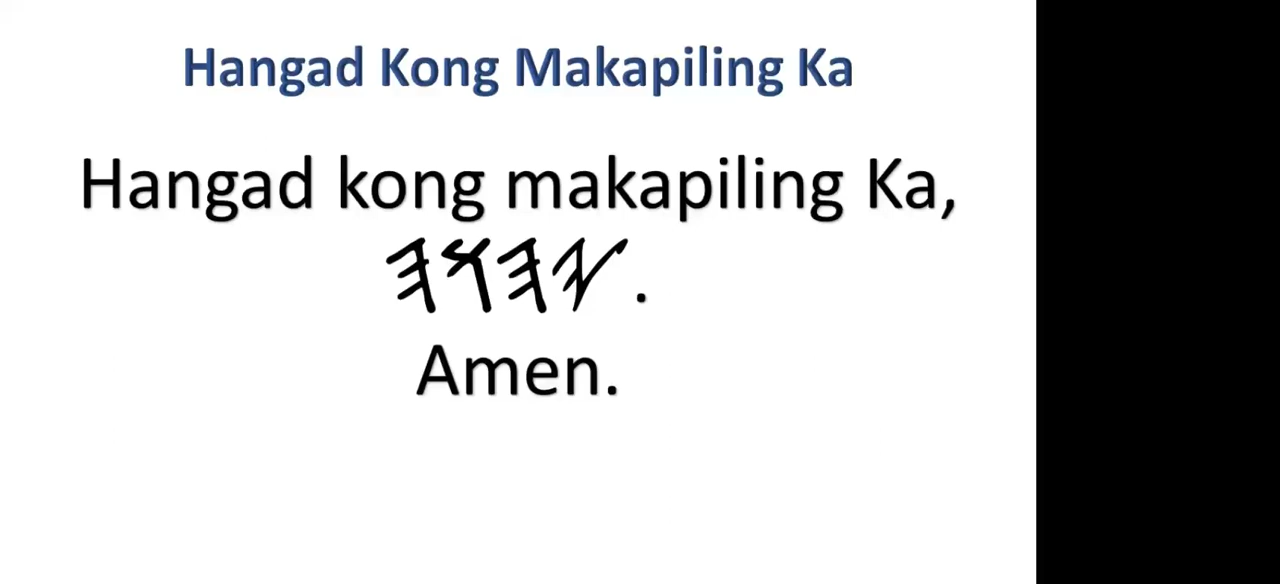 Hangad Kong Makapiling Ka
Hangad kong makapiling Ka,
𐤉𐤄𐤅𐤄.
Amen.